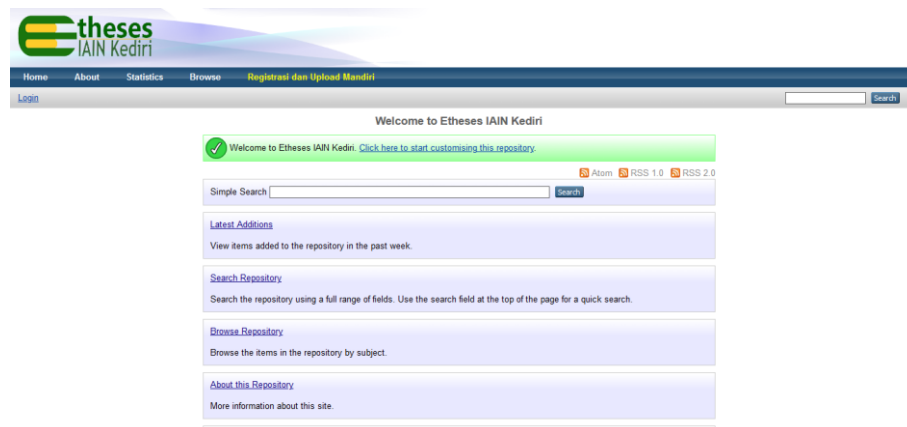 Etheses
IAIN Kediri
Home About Statistics Browse Registrasi dan Upload Mandiri
Login Search
Welcome to Etheses IAIN Kediri
Welcome to Etheses IAIN Kediri. Click here to start customising this repository.
Atom RSS 1.0 RSS 2.0
Simple Search Search
Latest Additions
View items added to the repository in the past week.
Search Repository
Search the repository using a full range of fields. Use the search field at the top of the page for a quick search.
Browse Repository
Browse the items in the repository by subject.
About this Repository
More information about this site.